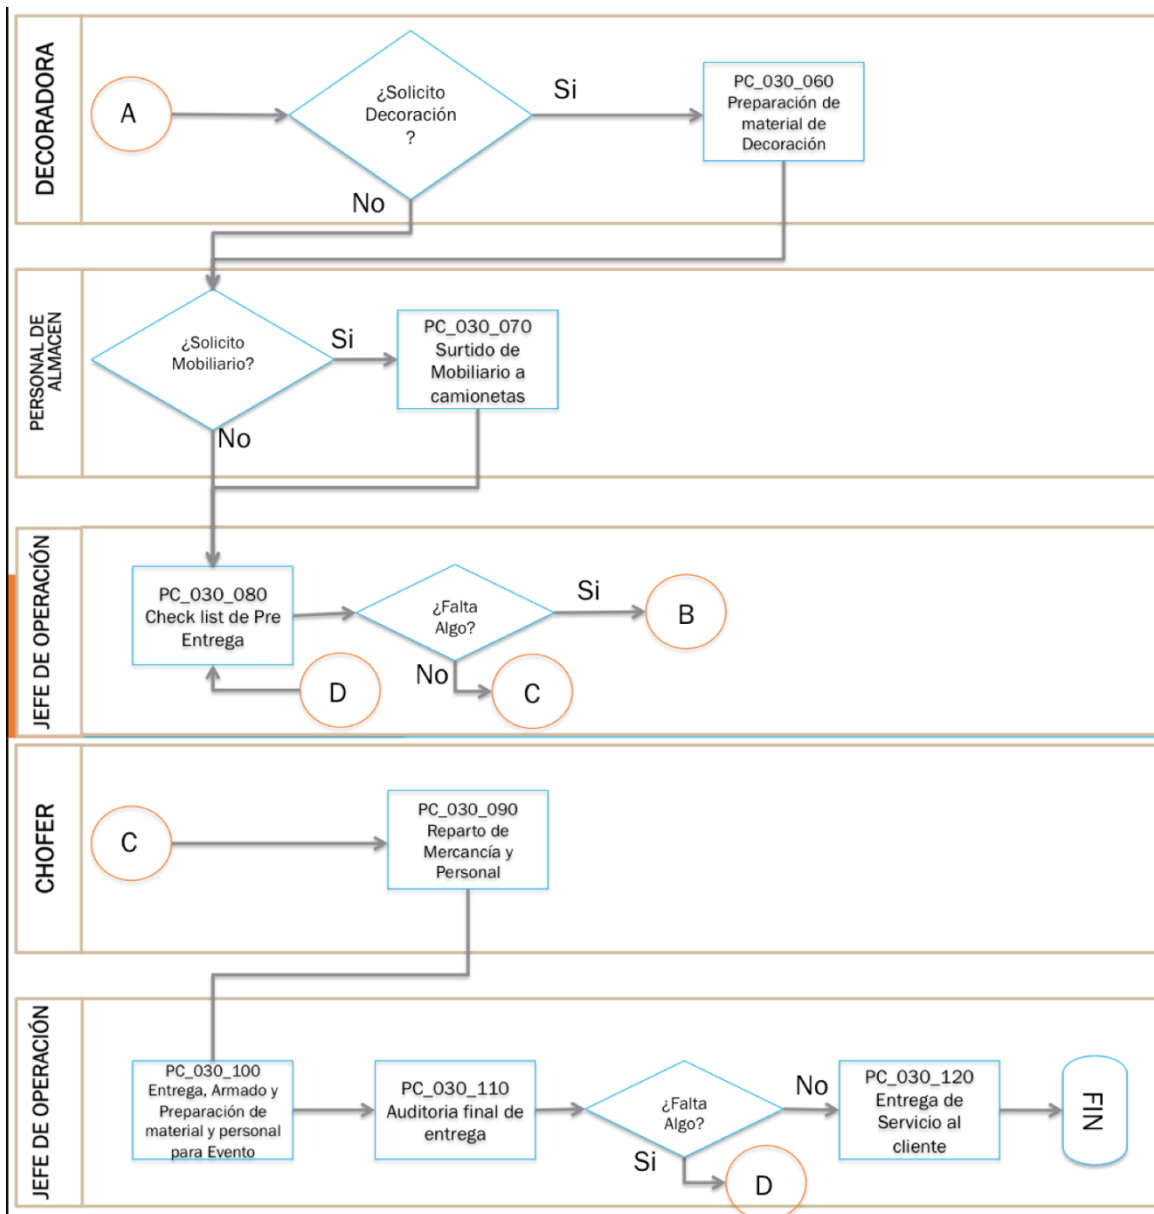 DECORADORA
A
¿Solicito
Decoración
?
Si
No
PC_030_060
Preparación de
material de
Decoración
PERSONAL DE
ALMACEN
¿Solicito
Mobiliario?
Si
No
PC_030_070
Surtido de
Mobiliario a
camionetas
JEFE DE OPERACIÓN
PC_030_080
Check list de Pre
Entrega
¿Falta
Algo?
Si
B
No
C
D
CHOFER
C
PC_030_090
Reparto de
Mercancía y
Personal
JEFE DE OPERACIÓN
PC_030_100
Entrega, Armado y
Preparación de
material y personal
para Evento
PC_030_110
Auditoria final de
entrega
¿Falta
Algo?
No
Si
D
PC_030_120
Entrega de
Servicio al
cliente
FIN